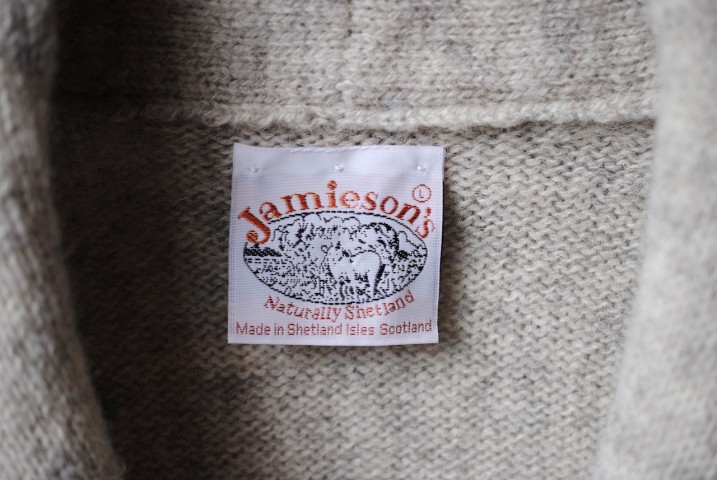 L
Jamieson's
Naturally Shetland
Made in Shetland Isles Scotland